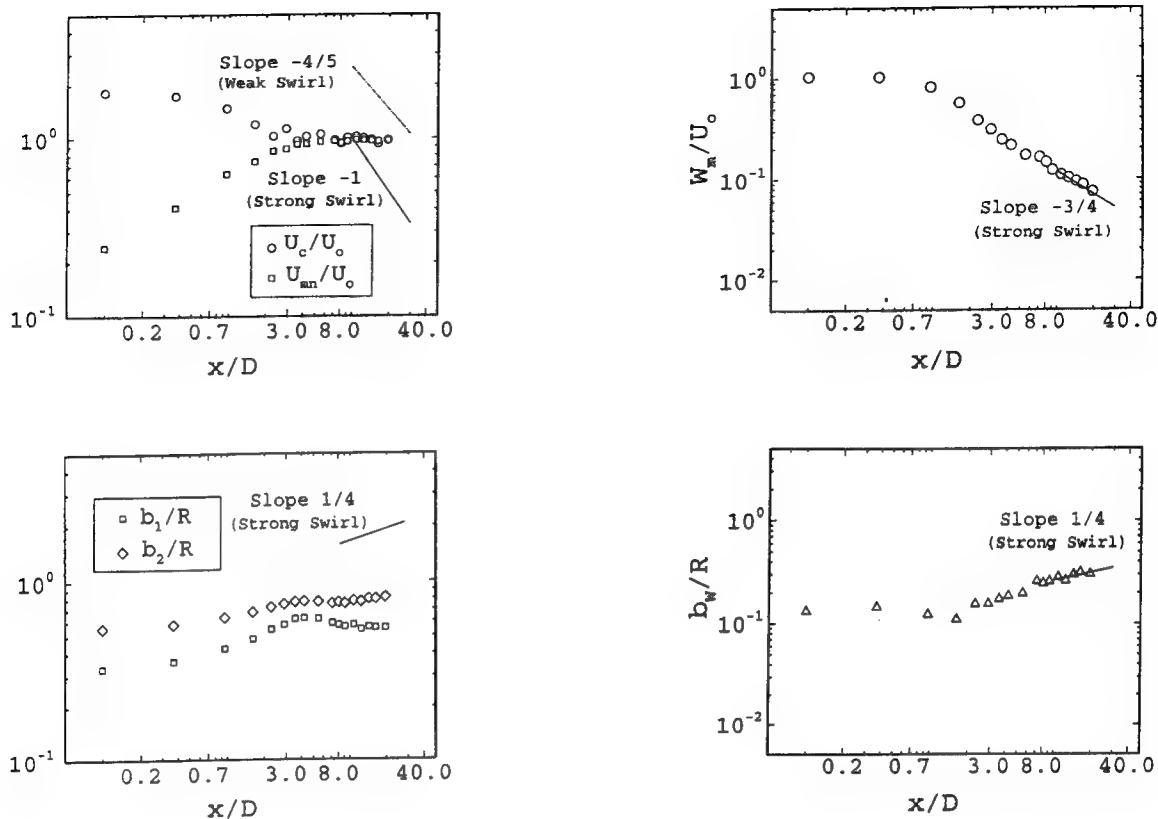 Slope -4/5
(Weak Swirl)
10^0
Slope -1
(Strong Swirl)
U_c/U_o
U_mn/U_o
10^-1
0.2 0.7 3.0 8.0 40.0
x/D
W_m/U_o
10^0
10^-1
Slope -3/4
(Strong Swirl)
10^-2
0.2 0.7 3.0 8.0 40.0
x/D
b_1/R
b_2/R
Slope 1/4
(Strong Swirl)
10^0
10^-1
0.2 0.7 3.0 8.0 40.0
x/D
b_W/R
10^0
Slope 1/4
(Strong Swirl)
10^-1
10^-2
0.2 0.7 3.0 8.0 40.0
x/D